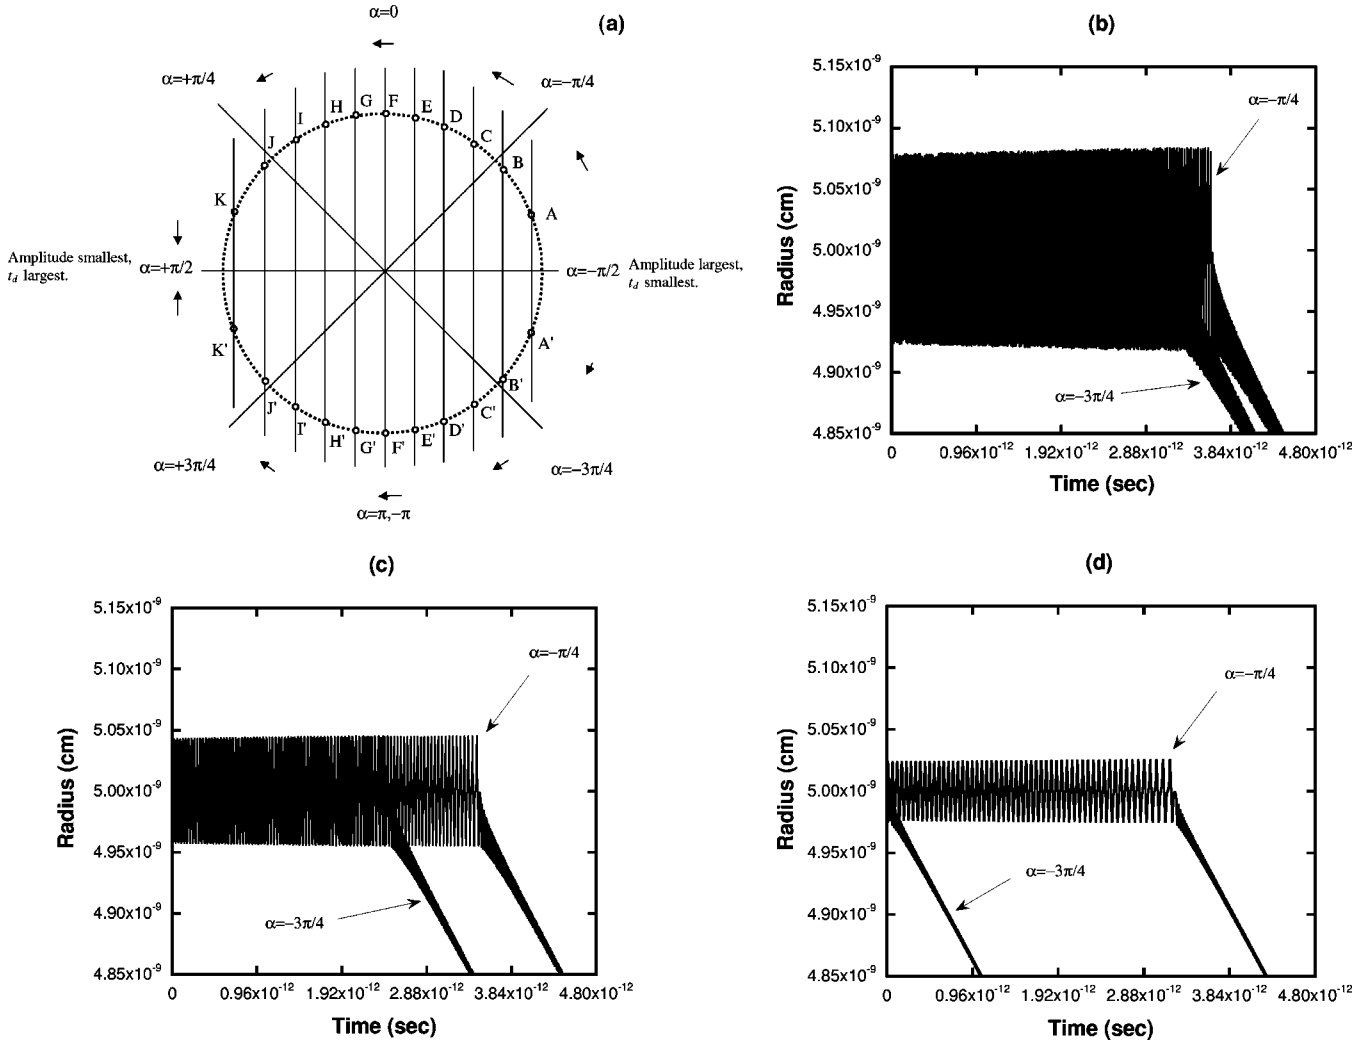 (a)
α=0
α=+π/4
α=−π/4
I
H
G
F
E
D
C
J
B
K
A
Amplitude smallest,
t_d largest.
α=+π/2
α=−π/2
Amplitude largest,
t_d smallest.
K'
A'
J'
B'
I'
H'
G'
F'
E'
D'
C'
α=+3π/4
α=−3π/4
α=π,−π
(b)
5.15x10⁻⁹
5.10x10⁻⁹
5.05x10⁻⁹
5.00x10⁻⁹
4.95x10⁻⁹
4.90x10⁻⁹
4.85x10⁻⁹
Radius (cm)
α=−π/4
α=−3π/4
0
0.96x10⁻¹²
1.92x10⁻¹²
2.88x10⁻¹²
3.84x10⁻¹²
4.80x10⁻¹²
Time (sec)
(c)
5.15x10⁻⁹
5.10x10⁻⁹
5.05x10⁻⁹
5.00x10⁻⁹
4.95x10⁻⁹
4.90x10⁻⁹
4.85x10⁻⁹
Radius (cm)
α=−π/4
α=−3π/4
0
0.96x10⁻¹²
1.92x10⁻¹²
2.88x10⁻¹²
3.84x10⁻¹²
4.80x10⁻¹²
Time (sec)
(d)
5.15x10⁻⁹
5.10x10⁻⁹
5.05x10⁻⁹
5.00x10⁻⁹
4.95x10⁻⁹
4.90x10⁻⁹
4.85x10⁻⁹
Radius (cm)
α=−π/4
α=−3π/4
0
0.96x10⁻¹²
1.92x10⁻¹²
2.88x10⁻¹²
3.84x10⁻¹²
4.80x10⁻¹²
Time (sec)